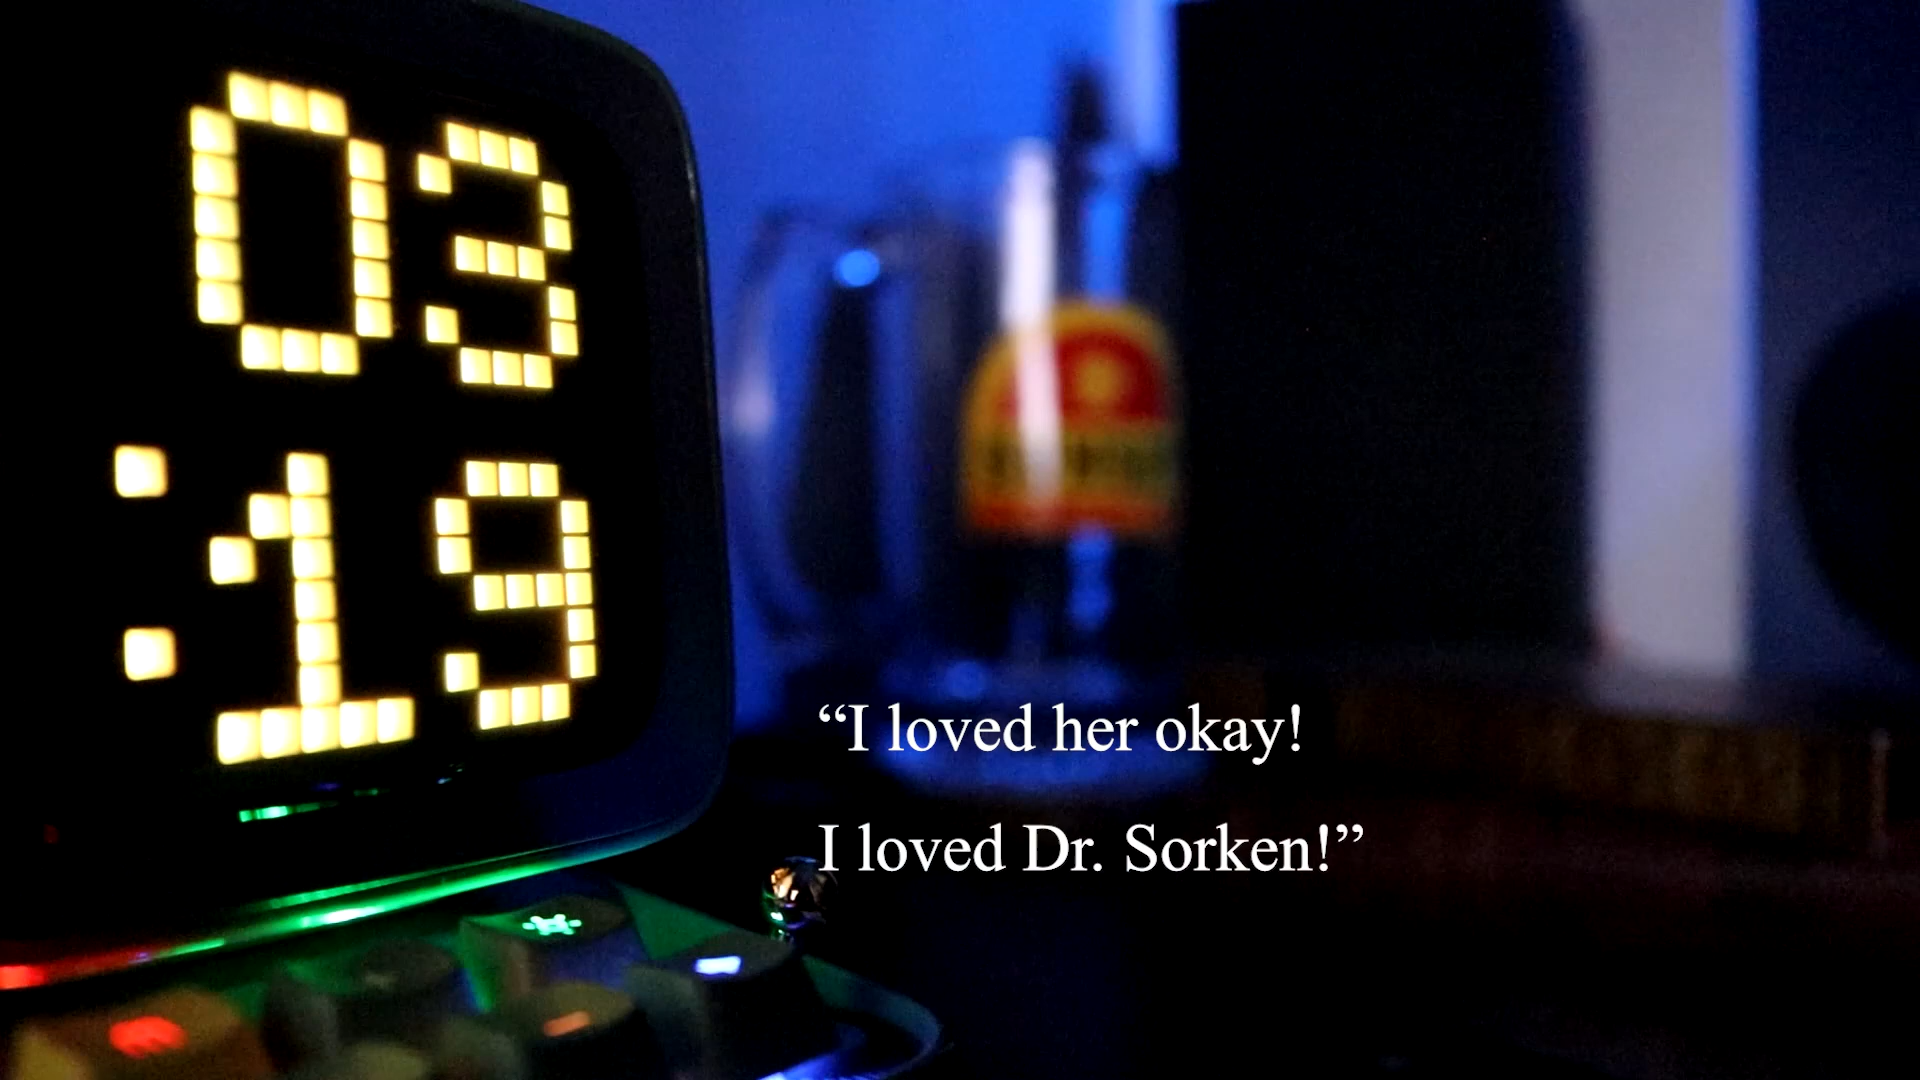 03
:19
“I loved her okay!
I loved Dr. Sorken!”